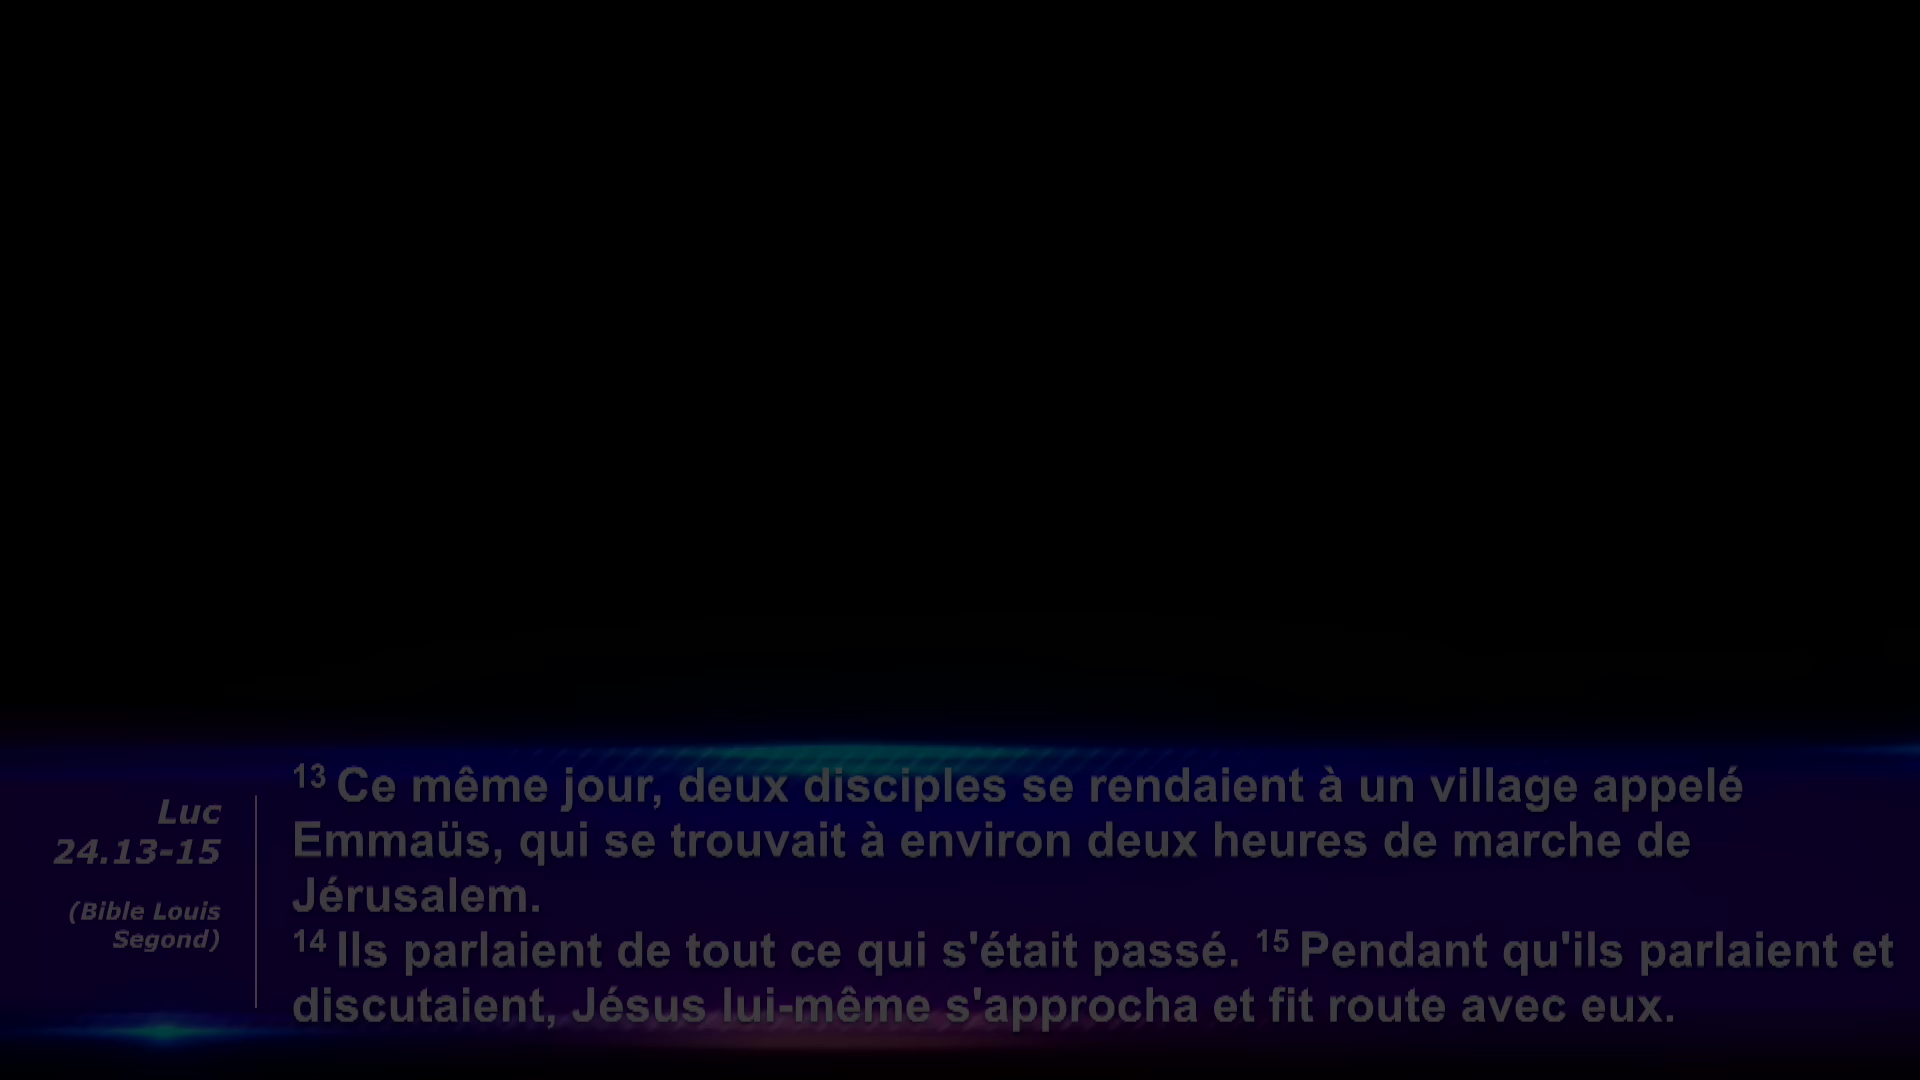 Luc
24.13-15
(Bible Louis
Segond)
13 Ce même jour, deux disciples se rendaient à un village appelé
Emmaüs, qui se trouvait à environ deux heures de marche de
Jérusalem.
14 Ils parlaient de tout ce qui s'était passé. 15 Pendant qu'ils parlaient et
discutaient, Jésus lui-même s'approcha et fit route avec eux.